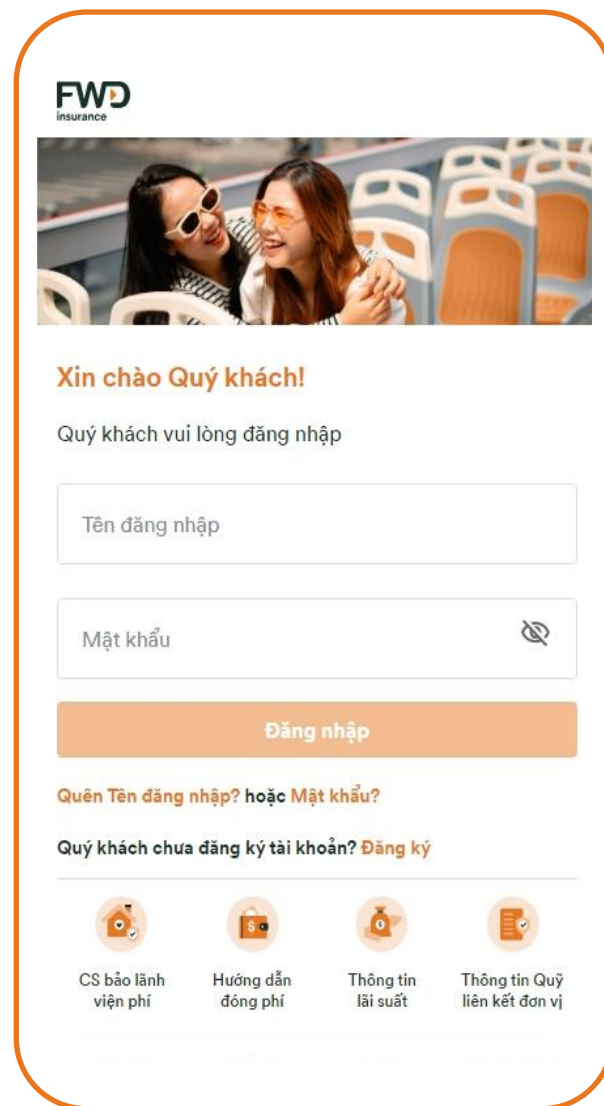 FWD
insurance
Xin chào Quý khách!
Quý khách vui lòng đăng nhập
Tên đăng nhập
Mật khẩu
Đăng nhập
Quên Tên đăng nhập? hoặc Mật khẩu?
Quý khách chưa đăng ký tài khoản? Đăng ký
CS bảo lãnh
viện phí
Hướng dẫn
đóng phí
Thông tin
lãi suất
Thông tin Quỹ
liên kết đơn vị